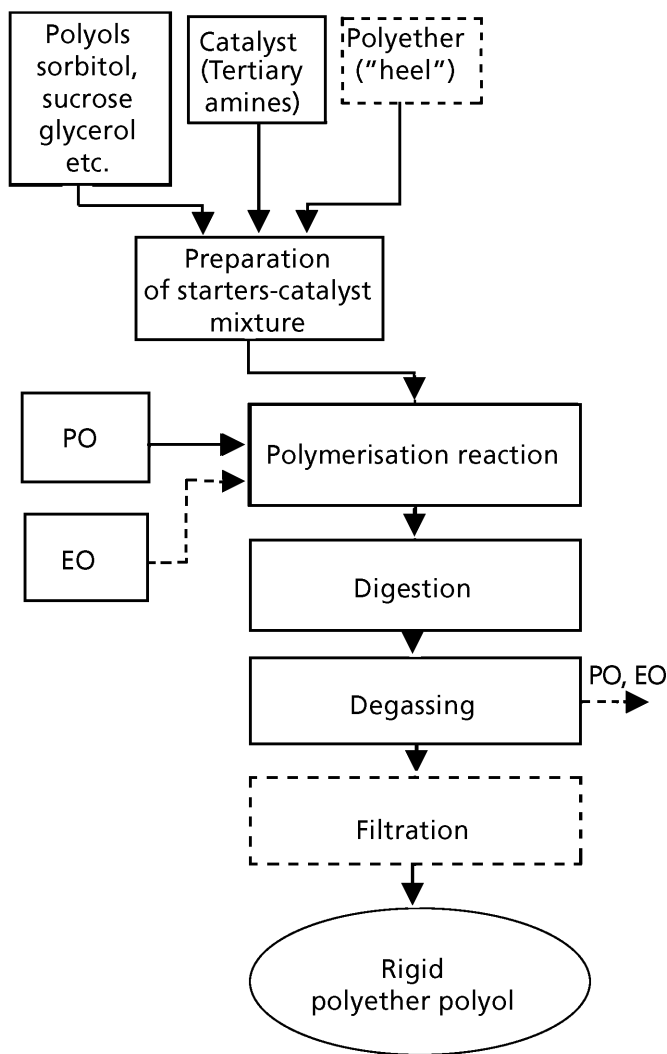 Polyols
sorbitol,
sucrose
glycerol
etc.
Catalyst
(Tertiary
amines)
Polyether
(“heel”)
Preparation
of starters-catalyst
mixture
PO
Polymerisation reaction
EO
Digestion
Degassing
PO, EO
Filtration
Rigid
polyether polyol